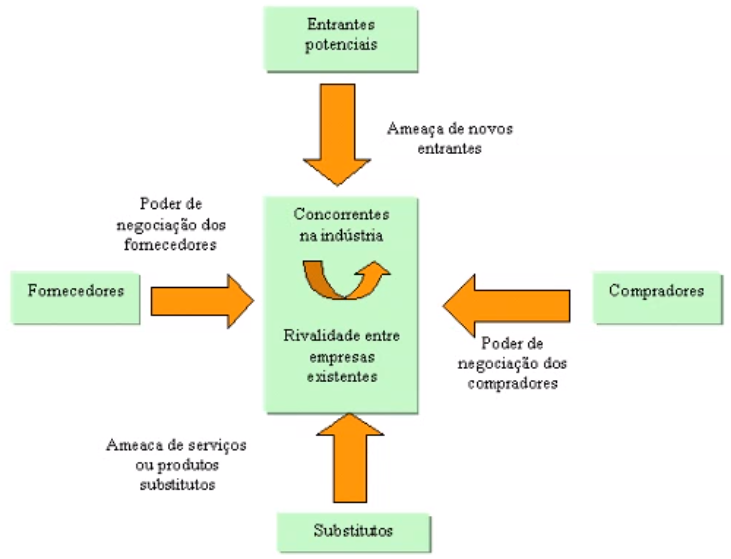 Entrantes
potenciais
Ameaça de novos
entrantes
Poder de
negociação dos
fornecedores
Concorrentes
na indústria
Fornecedores
Compradores
Rivalidade entre
empresas
existentes
Poder de
negociação dos
compradores
Ameaca de serviços
ou produtos
substitutos
Substitutos